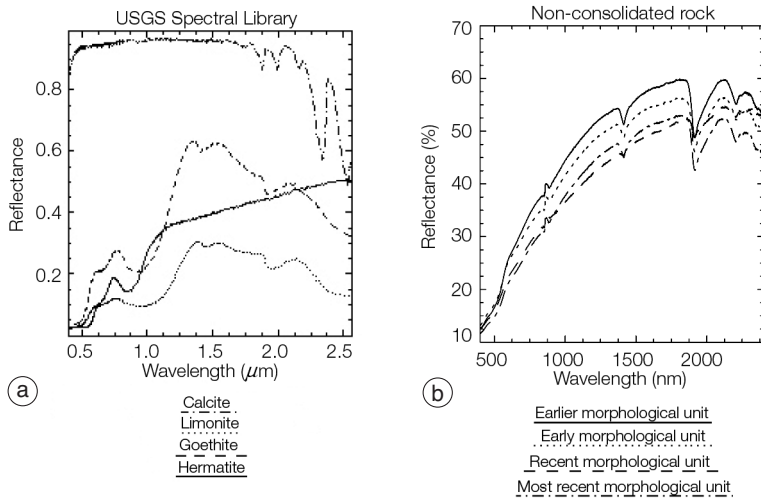 USGS Spectral Library
0.8
0.6
0.4
0.2
Reflectance
0.5 1.0 1.5 2.0 2.5
Wavelength (μm)
a
Calcite
Limonite
Goethite
Hermatite
Non-consolidated rock
70
60
50
40
30
20
10
Reflectance (%)
500 1000 1500 2000
Wavelength (nm)
b
Earlier morphological unit
Early morphological unit
Recent morphological unit
Most recent morphological unit